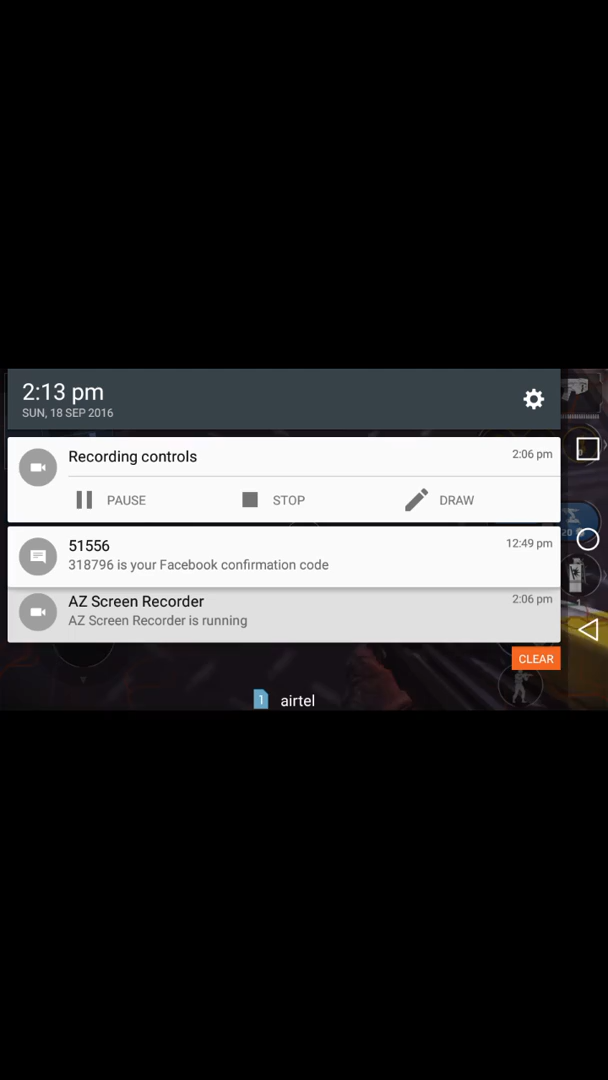 2:13 pm
SUN, 18 SEP 2016
Recording controls 2:06 pm
PAUSE STOP DRAW
51556 12:49 pm
318796 is your Facebook confirmation code
AZ Screen Recorder 2:06 pm
AZ Screen Recorder is running
CLEAR
1 airtel
20